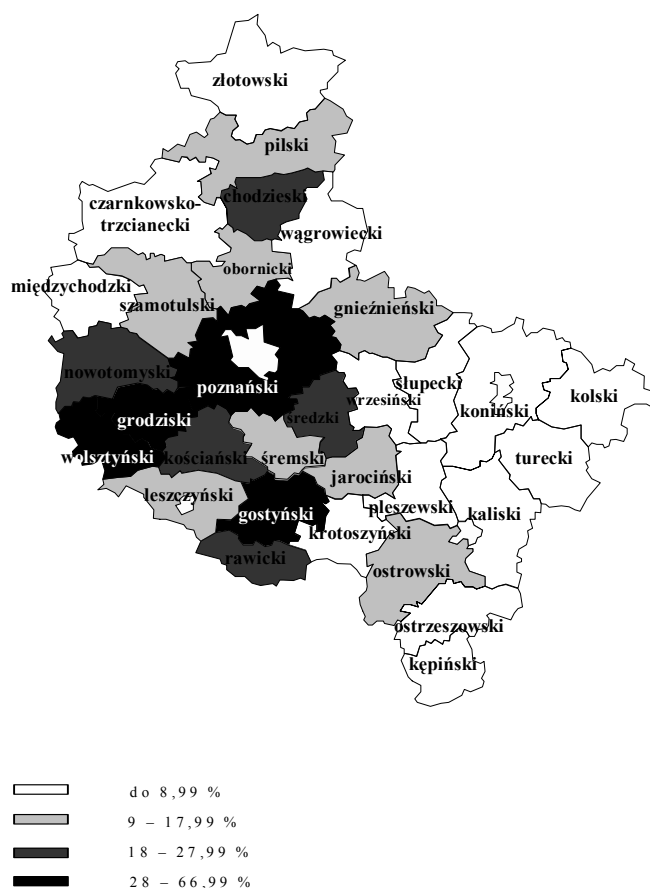 złotowski
pilski
chodzieski
czarnkowsko-
trzcianecki
wągrowiecki
obornicki
międzychodzki
szamotulski
gnieźnieński
nowotomyski
poznański
wrzesiński
słupecki
koniński
kolski
grodziski
sredzki
wolsztyński
kościański
śremski
turecki
jarociński
leszczyński
pleszewski
gostyński
kaliski
krotoszyński
rawicki
ostrowski
ostrzeszowski
kępiński
do 8,99 %
9 – 17,99 %
18 – 27,99 %
28 – 66,99 %